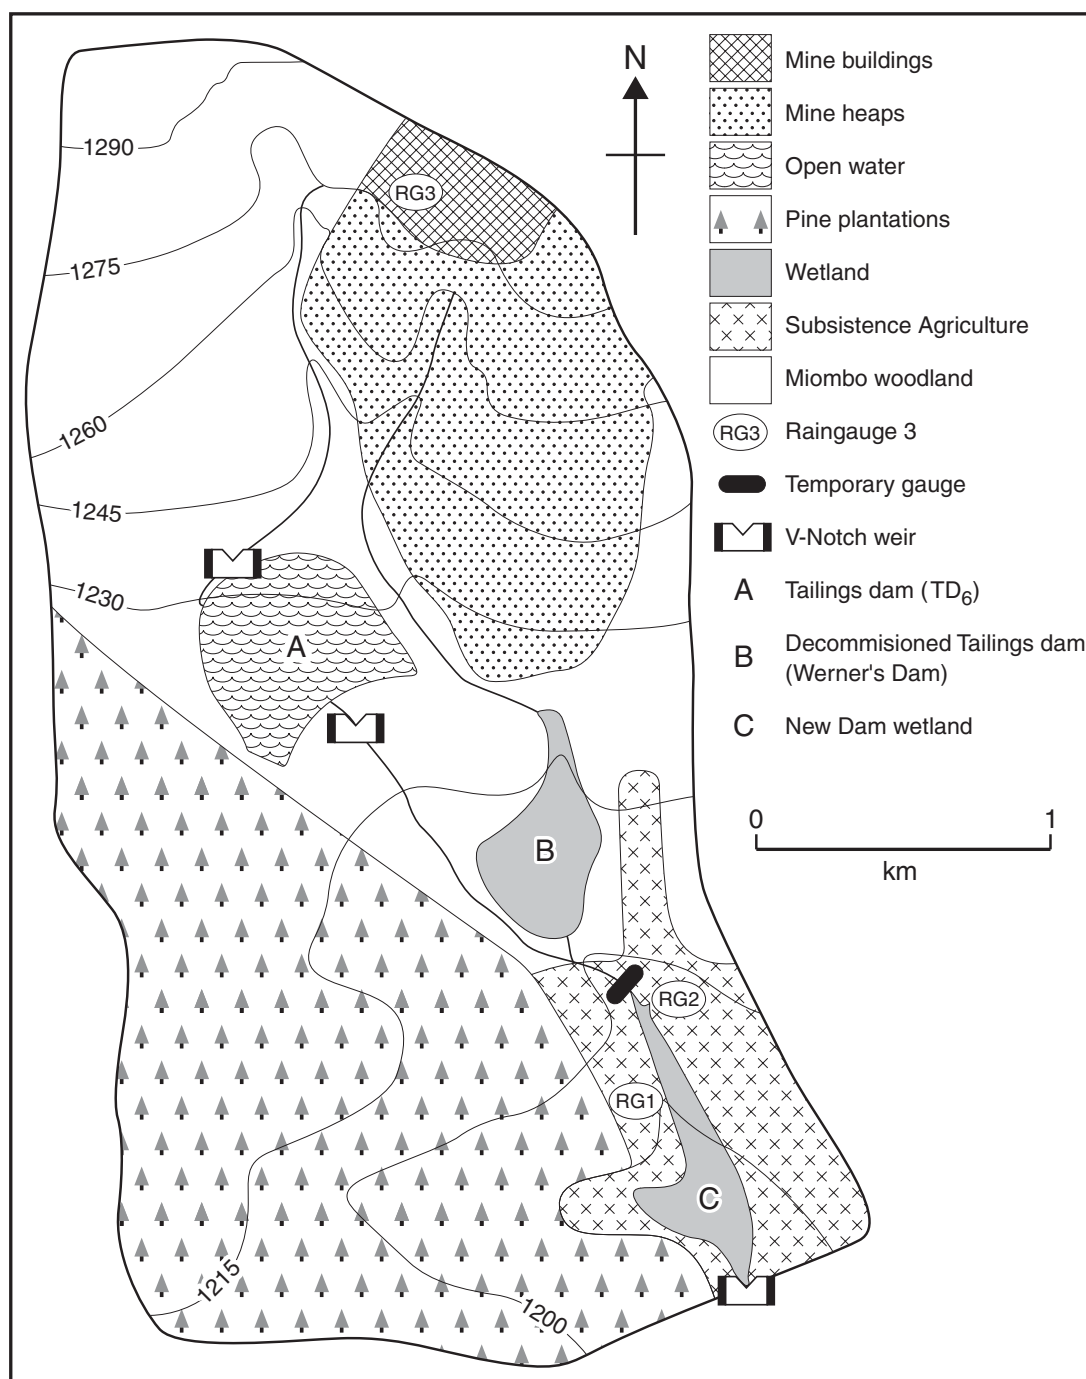 N
Mine buildings
Mine heaps
Open water
Pine plantations
Wetland
Subsistence Agriculture
Miombo woodland
RG3
Raingauge 3
Temporary gauge
V-Notch weir
A
Tailings dam (TD6)
B
Decommisioned Tailings dam
(Werner's Dam)
C
New Dam wetland
0
1
km
1290
RG3
1275
1260
1245
1230
A
B
RG2
RG1
C
1215
1200